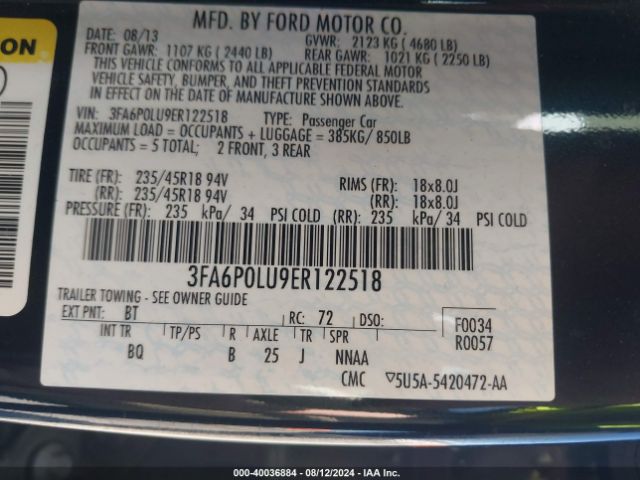 ON
MFD. BY FORD MOTOR CO.
DATE: 08/13 GVWR: 2123 KG (4680 LB)
FRONT GAWR: 1107 KG (2440 LB) REAR GAWR: 1021 KG (2250 LB)
THIS VEHICLE CONFORMS TO ALL APPLICABLE FEDERAL MOTOR
VEHICLE SAFETY, BUMPER, AND THEFT PREVENTION STANDARDS
IN EFFECT ON THE DATE OF MANUFACTURE SHOWN ABOVE.
VIN: 3FA6P0LU9ER122518 TYPE: Passenger Car
MAXIMUM LOAD = OCCUPANTS + LUGGAGE = 385KG/ 850LB
OCCUPANTS = 5 TOTAL; 2 FRONT, 3 REAR
TIRE (FR): 235/45R18 94V RIMS (FR): 18x8.0J
(RR): 235/45R18 94V (RR): 18x8.0J
PRESSURE (FR): 235 kPa/ 34 PSI COLD (RR): 235 kPa/ 34 PSI COLD
3FA6P0LU9ER122518
TRAILER TOWING - SEE OWNER GUIDE
EXT PNT: BT RC: 72 DSO: F0034
INT TR TP/PS R AXLE TR SPR R0057
BQ B 25 J NNAA
CMC ▽5U5A-5420472-AA
COPART: 40036884 / 08/12/2024 / IAA Inc.